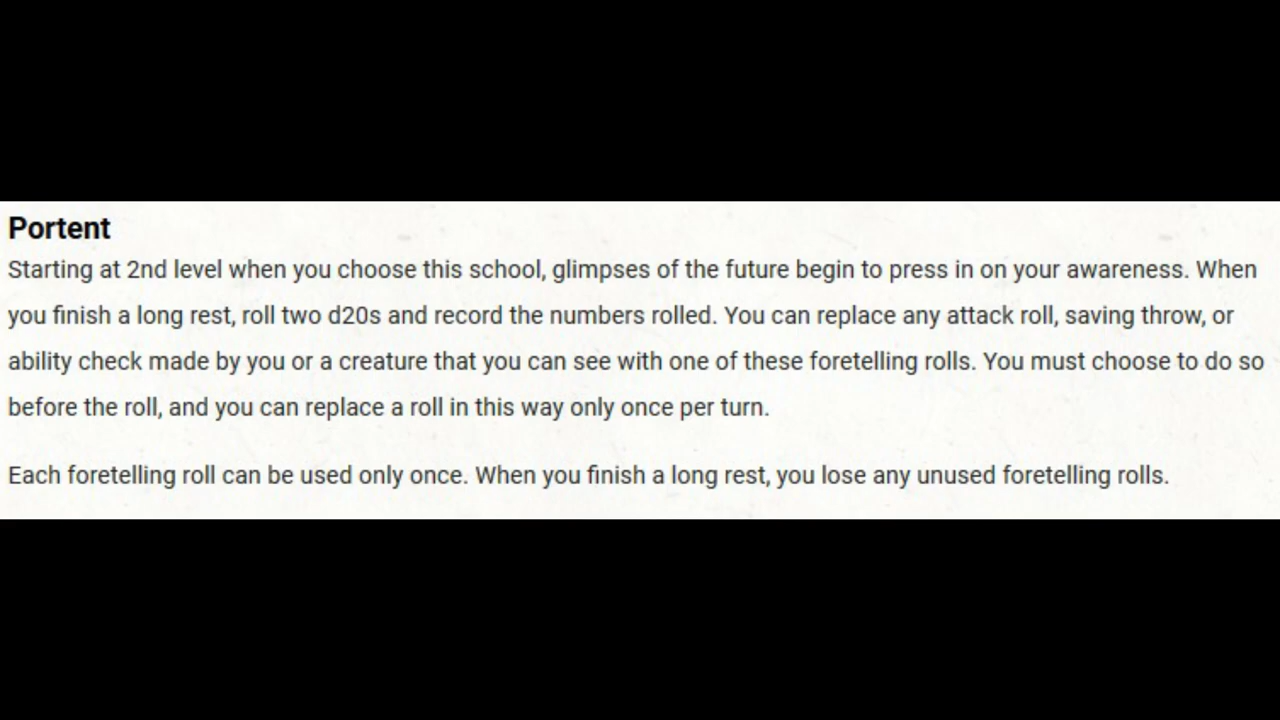 Portent
Starting at 2nd level when you choose this school, glimpses of the future begin to press in on your awareness. When
you finish a long rest, roll two d20s and record the numbers rolled. You can replace any attack roll, saving throw, or
ability check made by you or a creature that you can see with one of these foretelling rolls. You must choose to do so
before the roll, and you can replace a roll in this way only once per turn.
Each foretelling roll can be used only once. When you finish a long rest, you lose any unused foretelling rolls.